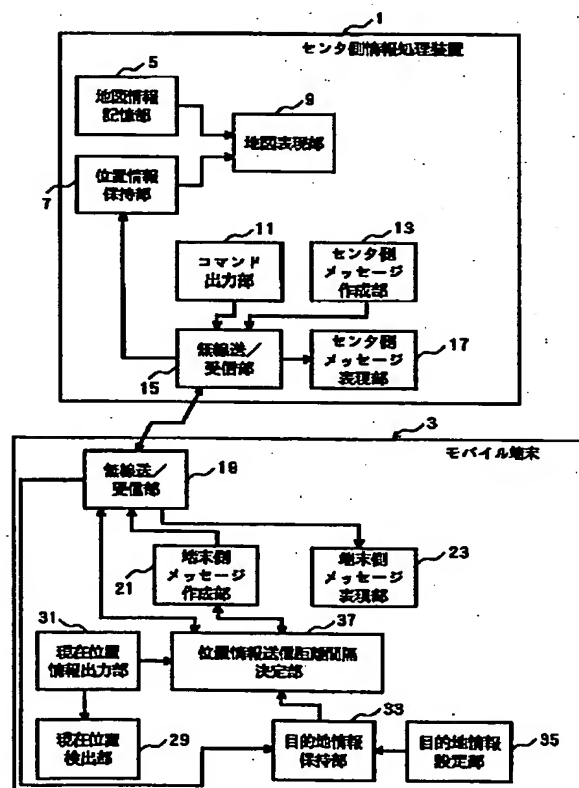 1
センタ側情報処理装置
5
地図情報
記憶部
9
地図表現部
7
位置情報
保持部
11
コマンド
出力部
13
センタ側
メッセージ
作成部
15
無線送/
受信部
センタ側
メッセージ
表現部
17
3
モバイル端末
無線送/
受信部
19
21
端末側
メッセージ
作成部
端末側
メッセージ
表現部
23
31
現在位置
情報出力部
37
位置情報送信距離間隔
決定部
現在位置
検出部
29
33
目的地情報
保持部
目的地情報
設定部
35